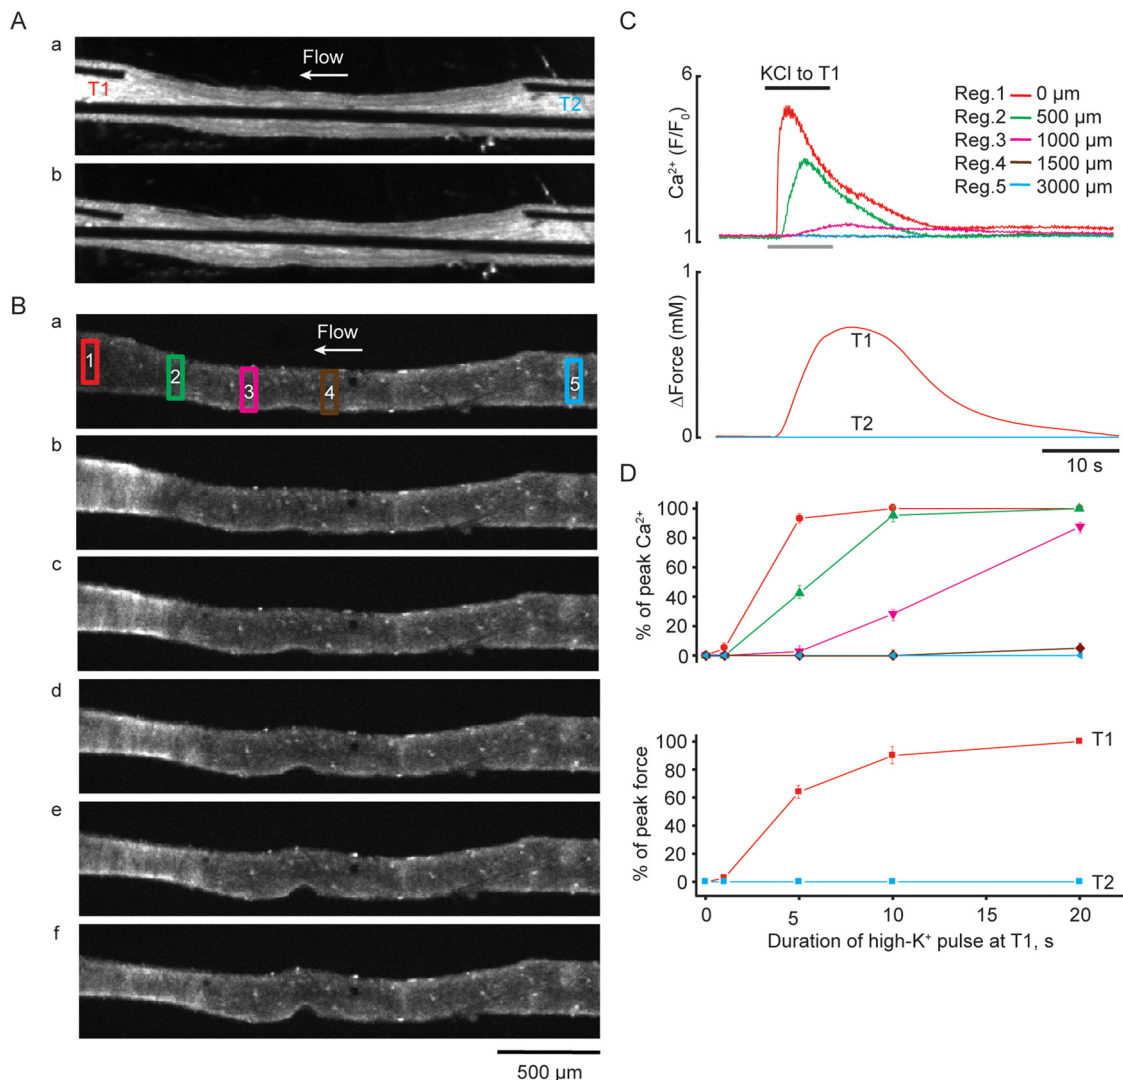 A
a
Flow
T1
T2
b
B
a
Flow
1
2
3
4
5
b
c
d
e
f
500 µm
C
6
Ca²⁺ (F/F₀)
1
KCl to T1
Reg.1 0 µm
Reg.2 500 µm
Reg.3 1000 µm
Reg.4 1500 µm
Reg.5 3000 µm
1
ΔForce (mM)
0
T1
T2
10 s
D
% of peak Ca²⁺
100
80
60
40
20
0
% of peak force
100
80
60
40
20
0
T1
T2
0 5 10 15 20
Duration of high-K⁺ pulse at T1, s